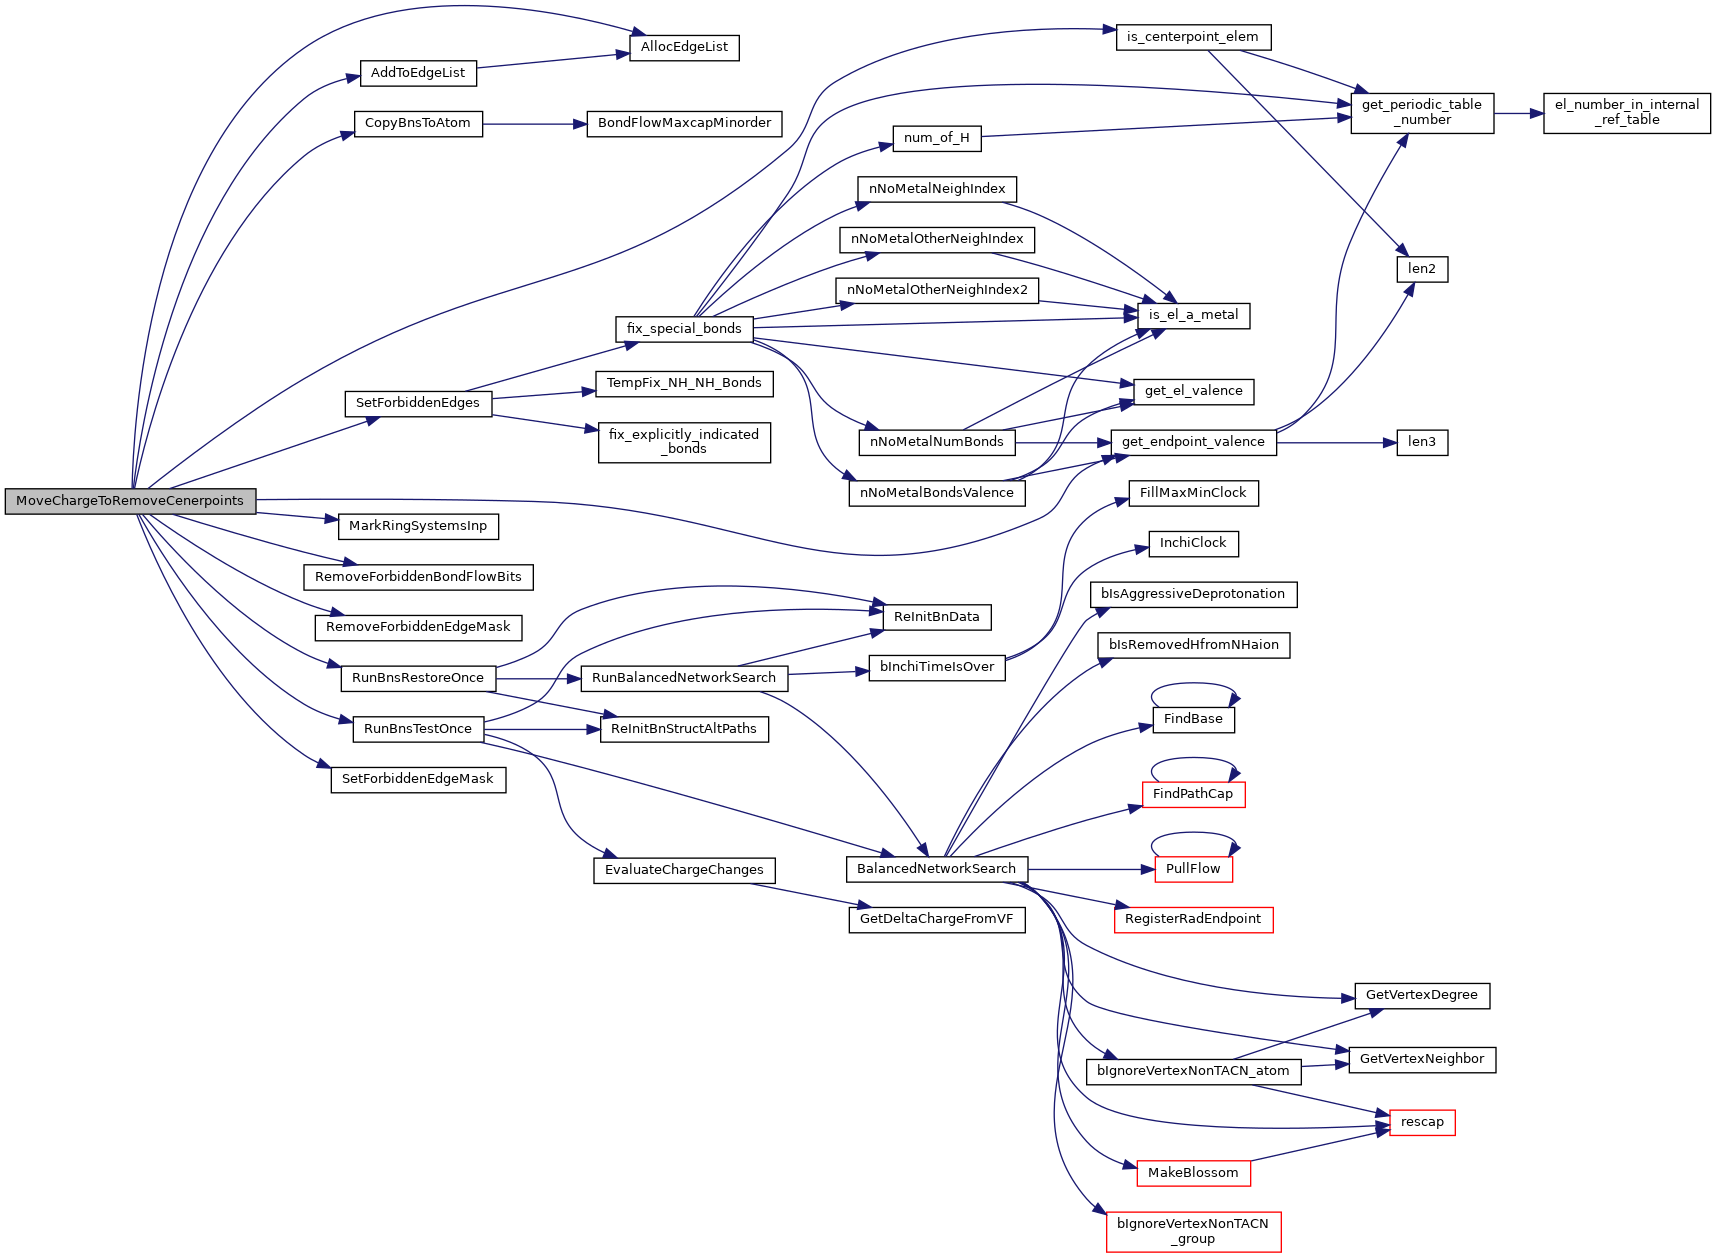 MoveChargeToRemoveCenerpoints
AllocEdgeList
AddToEdgeList
CopyBnsToAtom
BondFlowMaxcapMinorder
is_centerpoint_elem
get_periodic_table
_number
el_number_in_internal
_ref_table
num_of_H
nNoMetalNeighIndex
nNoMetalOtherNeighIndex
nNoMetalOtherNeighIndex2
len2
is_el_a_metal
fix_special_bonds
SetForbiddenEdges
TempFix_NH_NH_Bonds
fix_explicitly_indicated
_bonds
get_el_valence
nNoMetalNumBonds
get_endpoint_valence
len3
nNoMetalBondsValence
MarkRingSystemsInp
RemoveForbiddenBondFlowBits
RemoveForbiddenEdgeMask
RunBnsRestoreOnce
RunBnsTestOnce
SetForbiddenEdgeMask
RunBalancedNetworkSearch
ReInitBnStructAltPaths
ReInitBnData
bInchiTimeIsOver
FillMaxMinClock
InchiClock
bIsAggressiveDeprotonation
bIsRemovedHfromNHaion
FindBase
FindPathCap
PullFlow
EvaluateChargeChanges
BalancedNetworkSearch
GetDeltaChargeFromVF
RegisterRadEndpoint
GetVertexDegree
GetVertexNeighbor
bIgnoreVertexNonTACN_atom
rescap
MakeBlossom
bIgnoreVertexNonTACN
_group